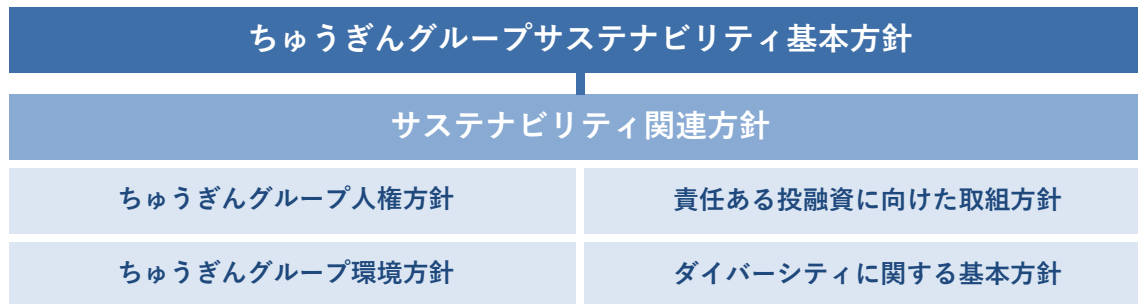 ちゅうぎんグループサステナビリティ基本方針
サステナビリティ関連方針
ちゅうぎんグループ人権方針
責任ある投融資に向けた取組方針
ちゅうぎんグループ環境方針
ダイバーシティに関する基本方針